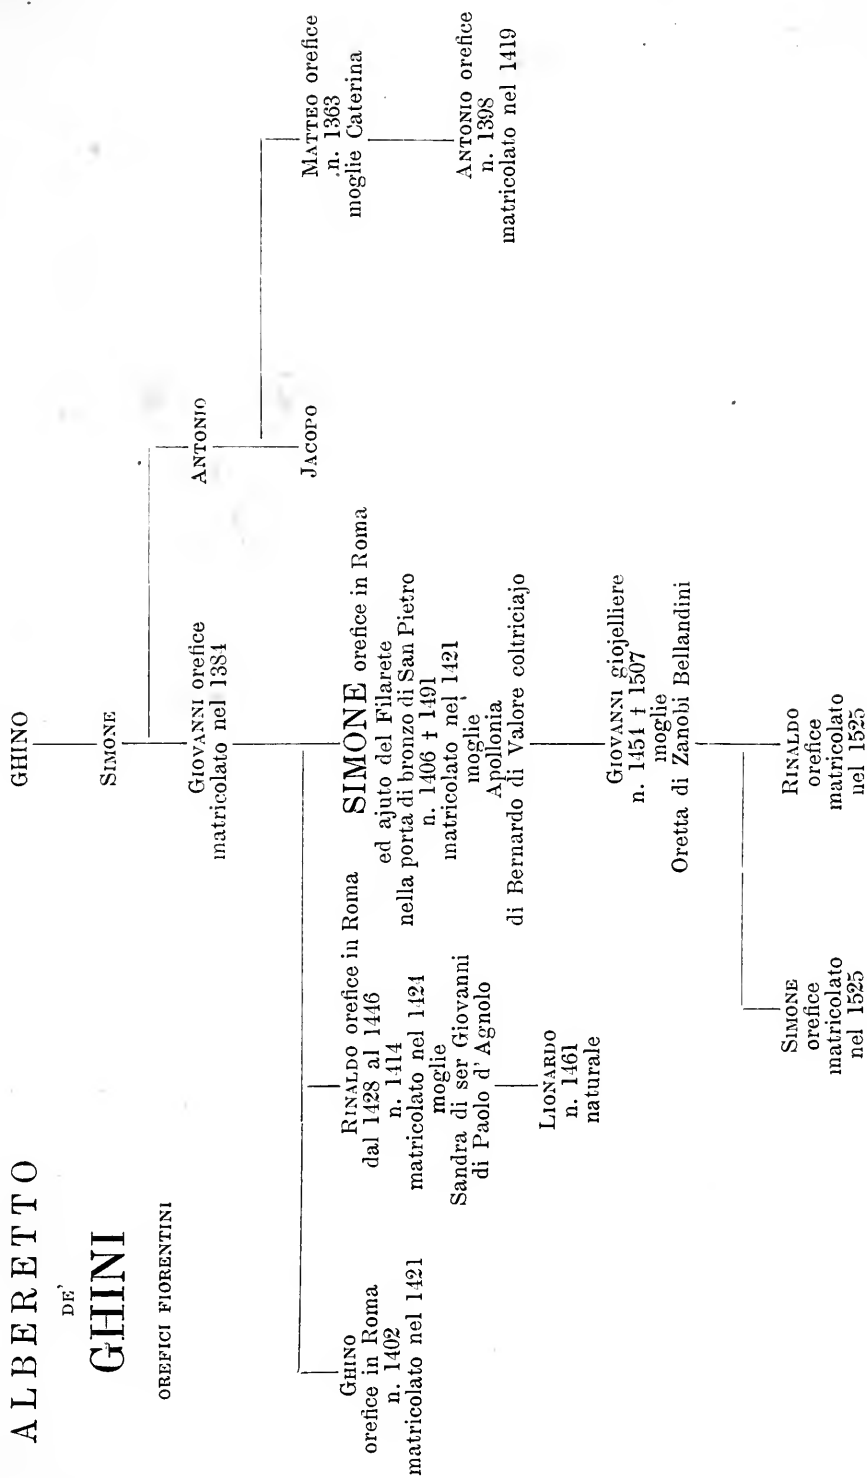 ALBERETTO
DE'
GHINI
OREFICI FIORENTINI
GHINO
SIMONE
GIOVANNI orefice
matricolato nel 1384
ANTONIO
GHINO
orefice in Roma
n. 1402
matricolato nel 1421
RINALDO orefice in Roma
dal 1428 al 1446
n. 1414
matricolato nel 1424
moglie
Sandra di ser Giovanni
di Paolo d' Agnolo
SIMONE orefice in Roma
ed ajuto del Filarete
nella porta di bronzo di San Pietro
n. 1406 † 1491
matricolato nel 1421
moglie
Apollonia
di Bernardo di Valore coltriciajo
JACOPO
MATTEO orefice
n. 1363
moglie Caterina
ANTONIO orefice
n. 1398
matricolato nel 1419
LIONARDO
n. 1461
naturale
GIOVANNI giojelliere
n. 1451 † 1507
moglie
Oretta di Zanobi Bellandini
SIMONE
orefice
matricolato
nel 1525
RINALDO
orefice
matricolato
nel 1525